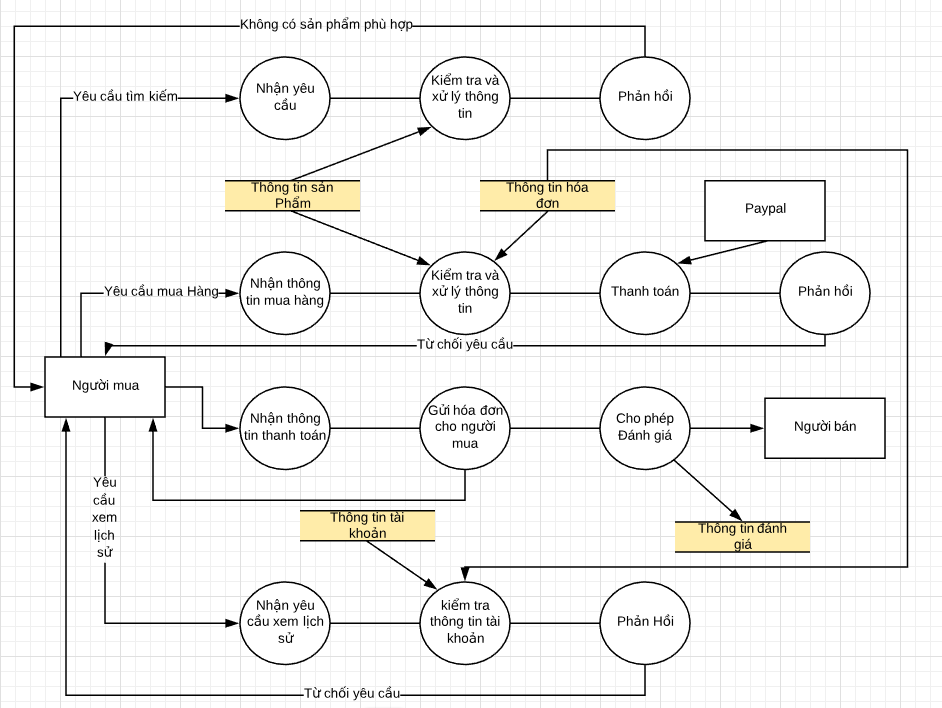 Không có sản phẩm phù hợp
Yêu cầu tìm kiếm
Nhận yêu
cầu
Kiểm tra và
xử lý thông
tin
Phản hồi
Thông tin sản
Phẩm
Thông tin hóa
đơn
Paypal
Yêu cầu mua Hàng
Nhận thông
tin mua hàng
Kiểm tra và
xử lý thông
tin
Thanh toán
Phản hồi
Từ chối yêu cầu
Người mua
Nhận thông
tin thanh toán
Gửi hóa đơn
cho người
mua
Cho phép
Đánh giá
Người bán
Yêu
cầu
xem
lịch
sử
Thông tin tài
khoản
Thông tin đánh
giá
Nhận yêu
cầu xem lịch
sử
kiểm tra
thông tin tài
khoản
Phản Hồi
Từ chối yêu cầu